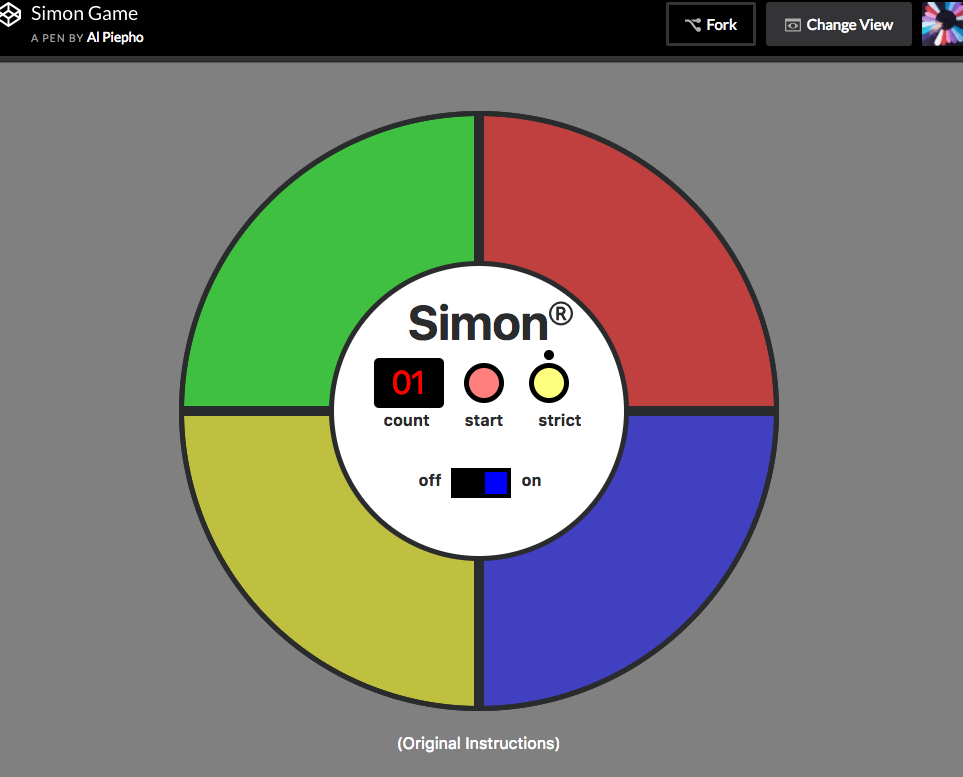 Simon Game
A PEN BY Al Piepho
Fork
Change View
Simon®
01
count
start
strict
off
on
(Original Instructions)